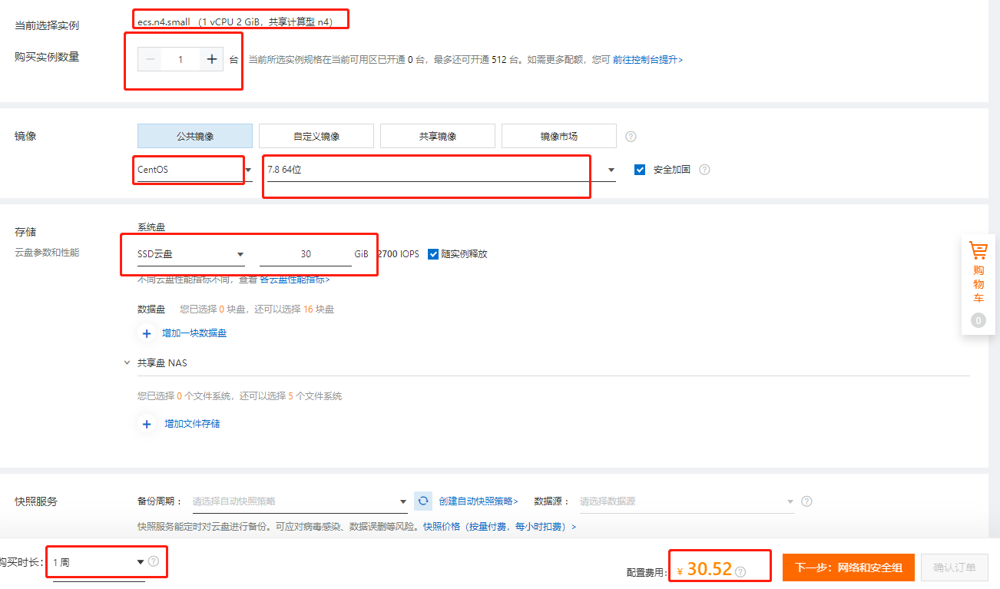 当前选择实例 ecs.n4.small （1 vCPU 2 GiB，共享计算型 n4）
购买实例数量 1 台 当前所选实例规格在当前可用区已开通 0 台，最多还可开通 512 台。如需更多配额，您可 前往控制台提升>
镜像 公共镜像 自定义镜像 共享镜像 镜像市场
CentOS 7.8 64位 安全加固
系统盘
存储
SSD云盘 30 GiB 2700 IOPS 随实例释放
云盘参数和性能
不同云盘性能指标不同，查看 各云盘性能指标>
数据盘 您已选择 0 块盘，还可以选择 16 块盘
增加一块数据盘
共享盘 NAS
您已选择 0 个文件系统，还可以选择 5 个文件系统
增加文件存储
快照服务 备份周期： 请选择自动快照策略 创建自动快照策略> 数据源： 请选择数据源
快照服务能定时对云盘进行备份。可应对病毒感染、数据误删等风险。快照价格（按量付费，每小时扣费）>
购买时长： 1 周 配置费用： ¥ 30.52 下一步：网络和安全组 确认订单
购
物
车
0